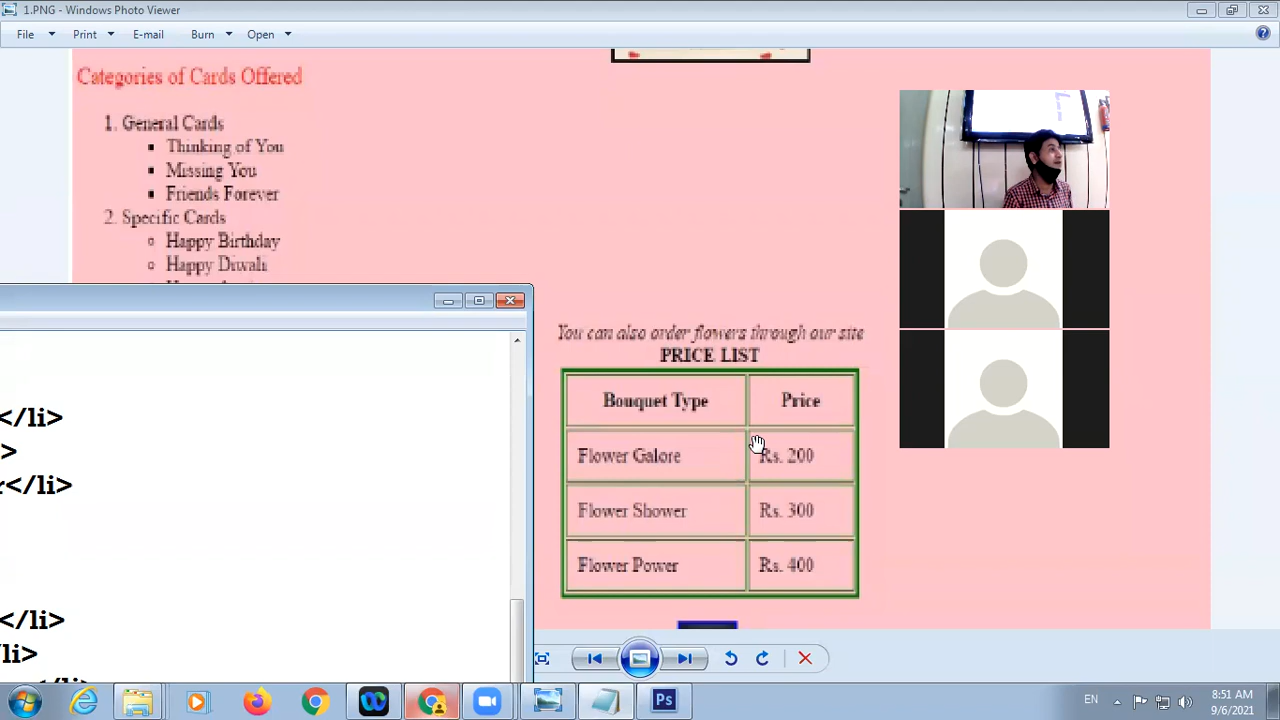 1.PNG - Windows Photo Viewer
File Print E-mail Burn Open
Categories of Cards Offered
1. General Cards
Thinking of You
Missing You
Friends Forever
2. Specific Cards
Happy Birthday
Happy Diwali
</li>
>
r</li>
</li>
/li>
You can also order flowers through our site
PRICE LIST
Bouquet Type Price
Flower Galore Rs. 200
Flower Shower Rs. 300
Flower Power Rs. 400
Ps
EN
8:51 AM
9/6/2021